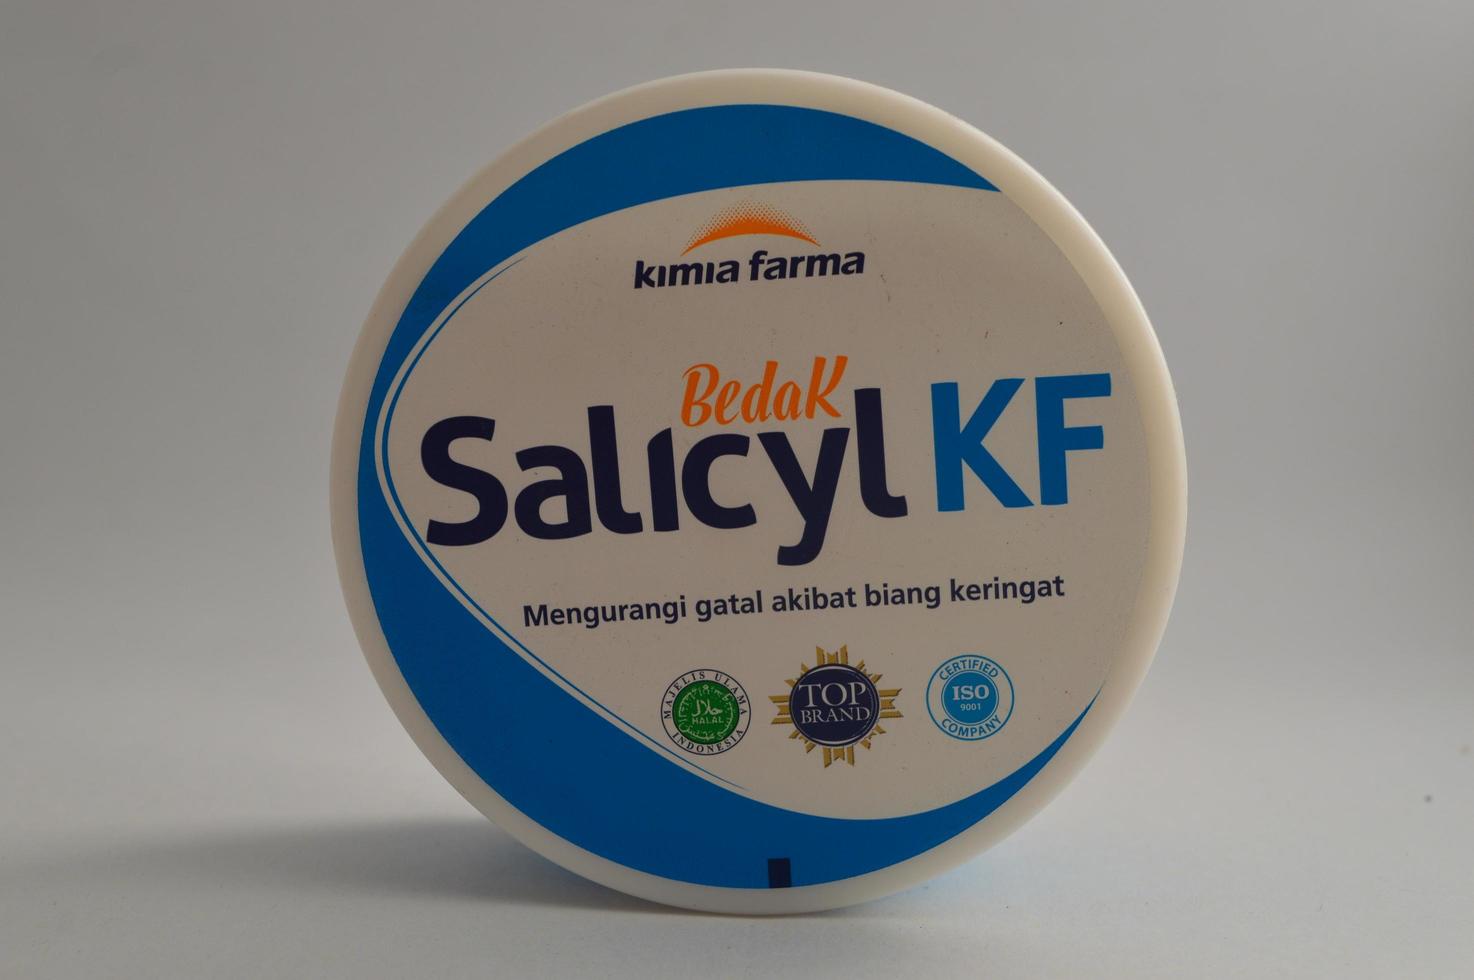 kimia farma
Bedak
Salicyl KF
Mengurangi gatal akibat biang keringat
MAJELIS ULAMA
حلال
HALAL
INDONESIA
TOP
BRAND
CERTIFIED
ISO
9001
COMPANY